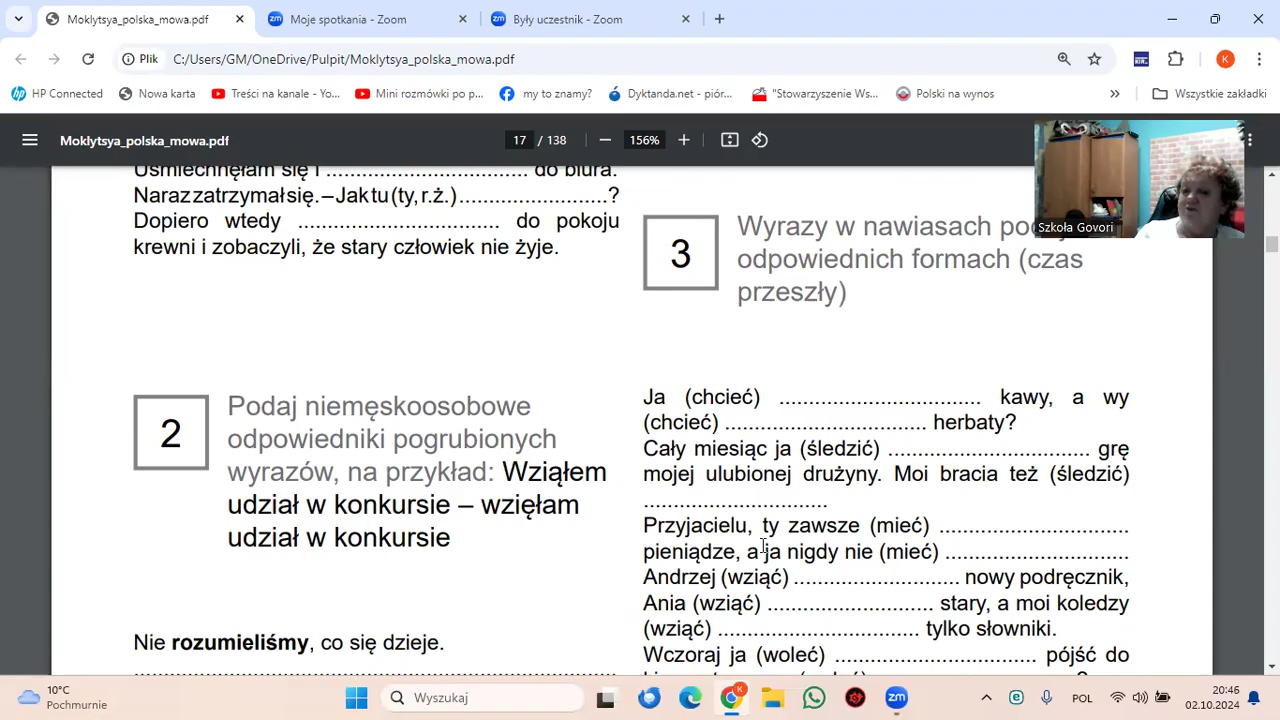 Moklytsya_polska_mowa.pdf
Moje spotkania - Zoom
Były uczestnik - Zoom
Plik
C:/Users/GM/OneDrive/Pulpit/Moklytsya_polska_mowa.pdf
K
HP Connected
Nowa karta
Treści na kanale - Yo...
Mini rozmówki po p...
my to znamy?
Dyktanda.net - piór...
"Stowarzyszenie Ws...
Polski na wynos
Wszystkie zakładki
Moklytsya_polska_mowa.pdf
17 / 138
156%
Szkoła Govori
Uśmiechnęłam się i ................................. do biura.
Naraz zatrzymał się. – Jak tu (ty, r.ż.) ........................?
Dopiero wtedy ............................ do pokoju
krewni i zobaczyli, że stary człowiek nie żyje.
2
Podaj niemęskoosobowe
odpowiedniki pogrubionych
wyrazów, na przykład: Wziąłem
udział w konkursie – wzięłam
udział w konkursie
Nie rozumieliśmy, co się dzieje.
3
Wyrazy w nawiasach
odpowiednich formach (czas
przeszły)
Ja (chcieć) ................................. kawy, a wy
(chcieć) ................................. herbaty?
Cały miesiąc ja (śledzić) ................................. grę
mojej ulubionej drużyny. Moi bracia też (śledzić)
..............................
Przyjacielu, ty zawsze (mieć) ..............................
pieniądze, a ja nigdy nie (mieć) ..............................
Andrzej (wziąć) ........................... nowy podręcznik,
Ania (wziąć) ........................... stary, a moi koledzy
(wziąć) ................................. tylko słowniki.
Wczoraj ja (woleć) ................................. pójść do
10°C
Pochmurnie
Wyszukaj
POL
20:46
02.10.2024